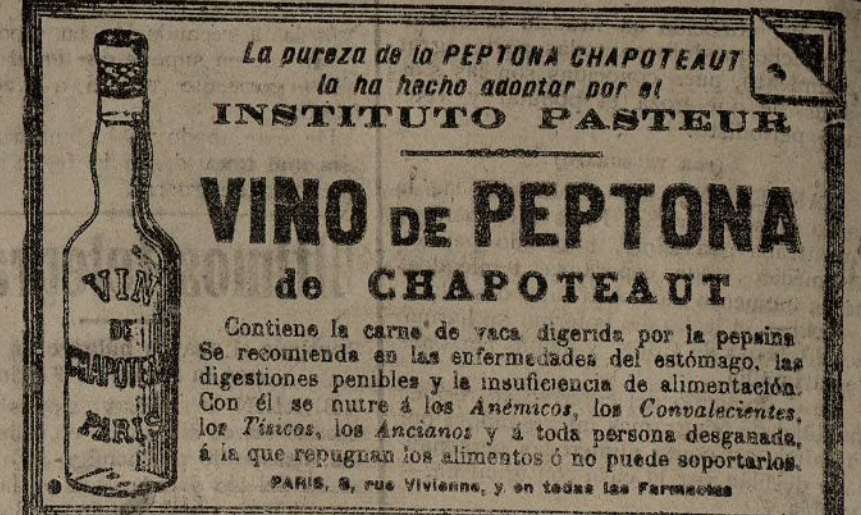 La pureza de la PEPTONA CHAPOTEAUT
la ha hecho adoptar por el
INSTITUTO PASTEUR
VINO DE PEPTONA
de CHAPOTEAUT
Contiene la carne de vaca digerida por la pepsina
Se recomienda en las enfermedades del estómago, las
digestiones penibles y la insuficiencia de alimentación.
Con él se nutre á los Anémicos, los Convalecientes,
los Tísicos, los Ancianos y á toda persona desganada,
á la que repugnan los alimentos ó no puede soportarlos.
PARIS, 8, rue Vivienne, y en todas las Farmacias
VIN
DE
CHAPOTE
PARIS